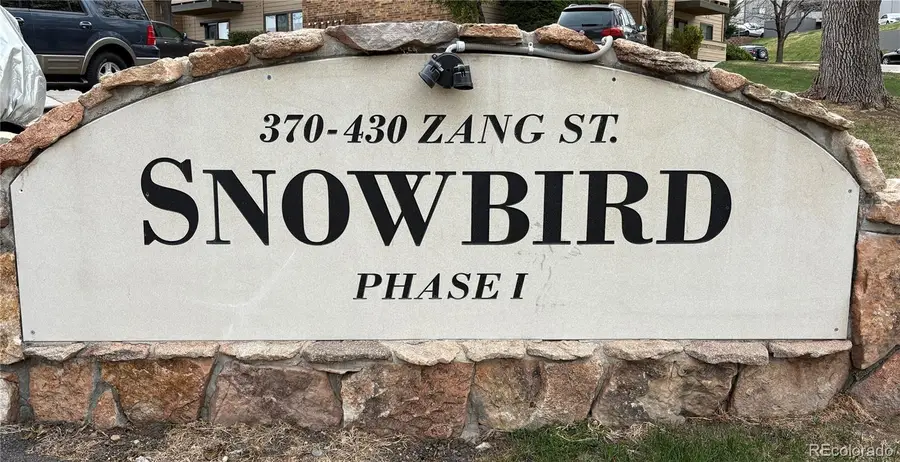 370-430 ZANG ST.
SNOWBIRD
PHASE I
REcolorado